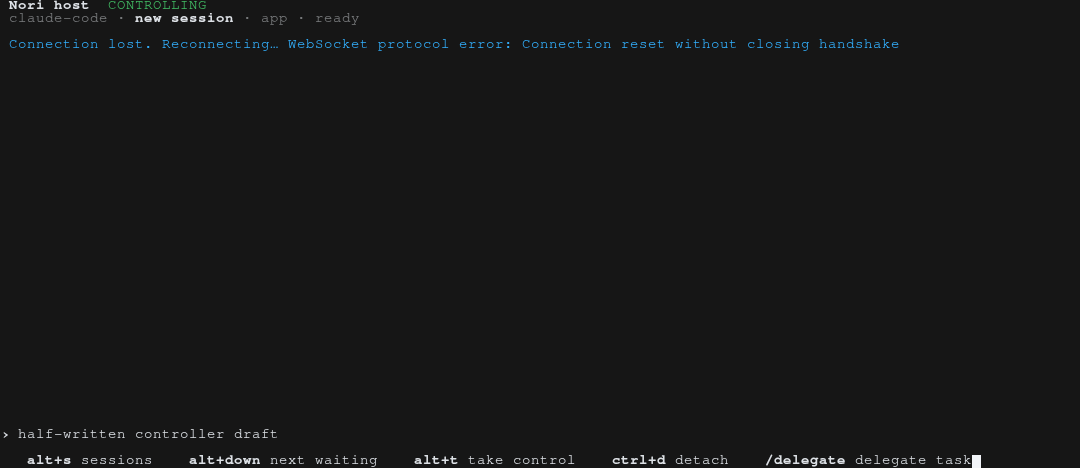 Nori host CONTROLLING
claude-code · new session · app · ready
Connection lost. Reconnecting… WebSocket protocol error: Connection reset without closing handshake
› half-written controller draft
alt+s sessions alt+down next waiting alt+t take control ctrl+d detach /delegate delegate task